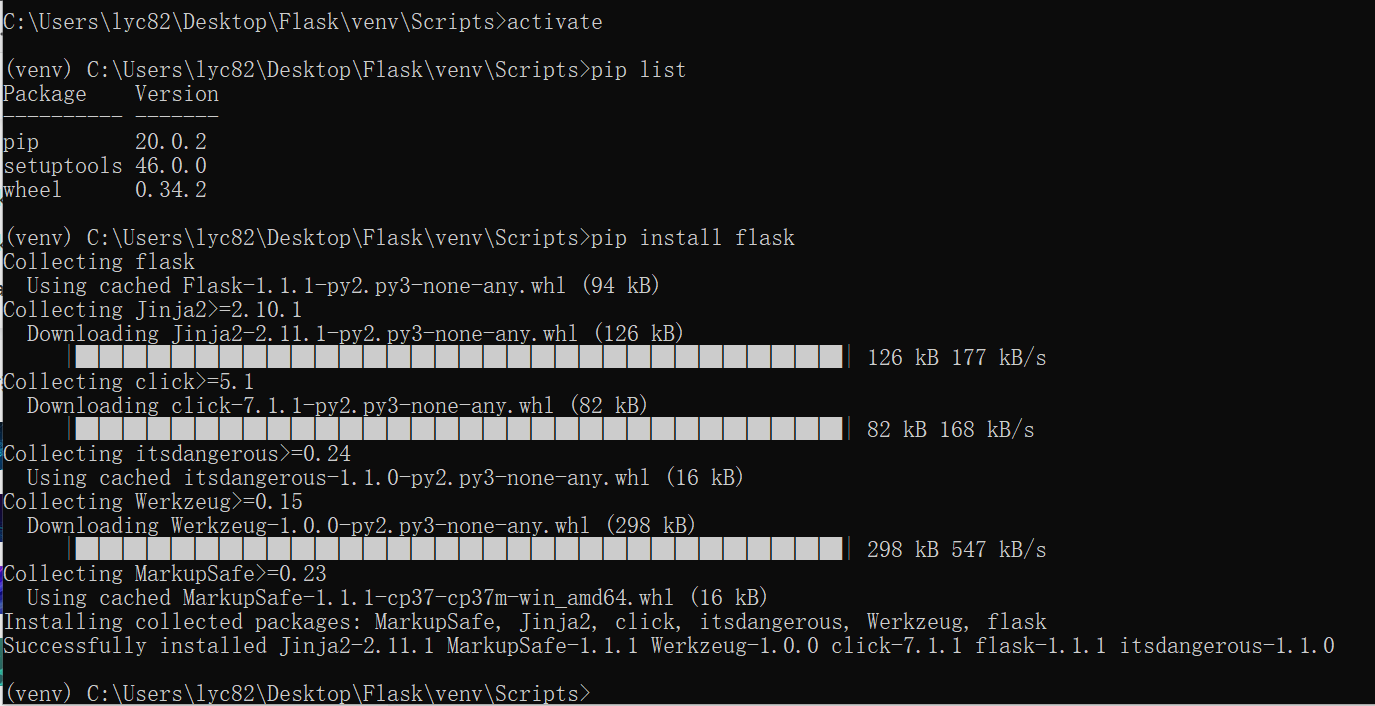 C:\Users\lyc82\Desktop\Flask\venv\Scripts>activate
(venv) C:\Users\lyc82\Desktop\Flask\venv\Scripts>pip list
Package    Version
---------- -------
pip        20.0.2
setuptools 46.0.0
wheel      0.34.2
(venv) C:\Users\lyc82\Desktop\Flask\venv\Scripts>pip install flask
Collecting flask
  Using cached Flask-1.1.1-py2.py3-none-any.whl (94 kB)
Collecting Jinja2>=2.10.1
  Downloading Jinja2-2.11.1-py2.py3-none-any.whl (126 kB)
126 kB 177 kB/s
Collecting click>=5.1
  Downloading click-7.1.1-py2.py3-none-any.whl (82 kB)
82 kB 168 kB/s
Collecting itsdangerous>=0.24
  Using cached itsdangerous-1.1.0-py2.py3-none-any.whl (16 kB)
Collecting Werkzeug>=0.15
  Downloading Werkzeug-1.0.0-py2.py3-none-any.whl (298 kB)
298 kB 547 kB/s
Collecting MarkupSafe>=0.23
  Using cached MarkupSafe-1.1.1-cp37-cp37m-win_amd64.whl (16 kB)
Installing collected packages: MarkupSafe, Jinja2, click, itsdangerous, Werkzeug, flask
Successfully installed Jinja2-2.11.1 MarkupSafe-1.1.1 Werkzeug-1.0.0 click-7.1.1 flask-1.1.1 itsdangerous-1.1.0
(venv) C:\Users\lyc82\Desktop\Flask\venv\Scripts>